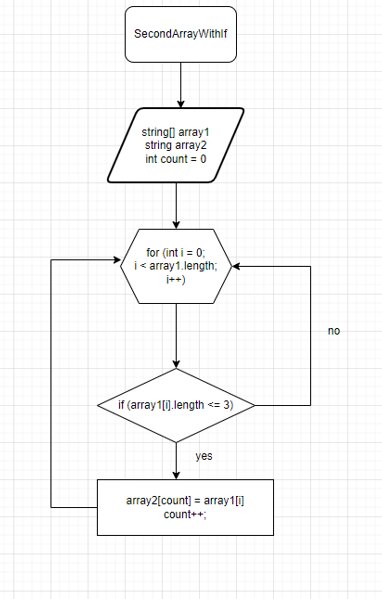 SecondArrayWithIf
string[] array1
string array2
int count = 0
for (int i = 0;
i < array1.length;
i++)
no
if (array1[i].length <= 3)
yes
array2[count] = array1[i]
count++;